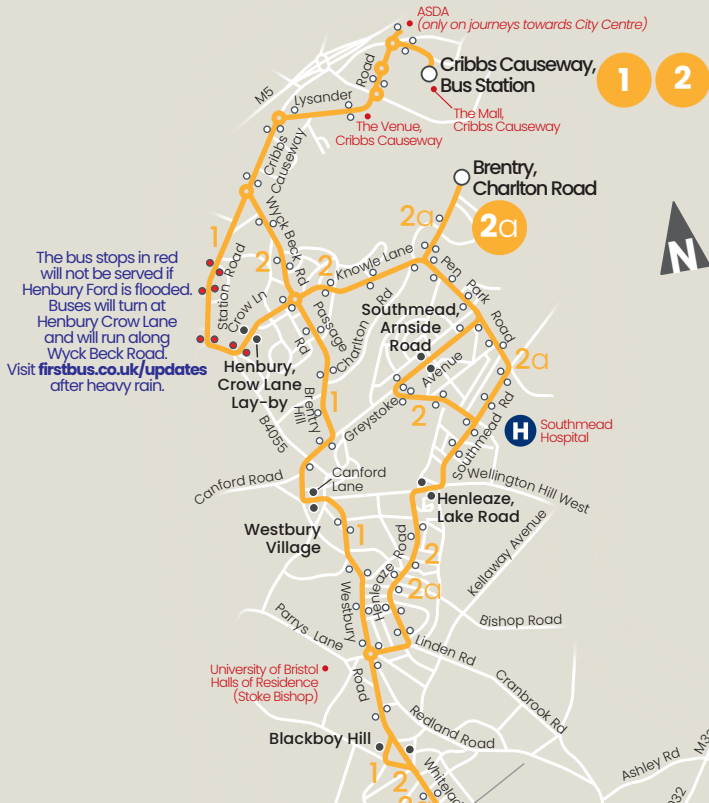 ASDA
(only on journeys towards City Centre)
Cribbs Causeway,
Bus Station
1
2
M5
Lysander
Road
The Mall,
Cribbs Causeway
The Venue,
Cribbs Causeway
Cribbs
Causeway
Brentry,
Charlton Road
2a
2a
N
1
Wyck Beck Rd
2
2
Knowle Lane
Pen Park Road
The bus stops in red
will not be served if
Henbury Ford is flooded.
Buses will turn at
Henbury Crow Lane
and will run along
Wyck Beck Road.
Visit firstbus.co.uk/updates
after heavy rain.
Station Road
Crow Ln
Passage
Rd
Charlton
Rd
Southmead,
Arnside
Road
2a
Henbury,
Crow Lane
Lay-by
Brentry
Hill
1
Greystoke
Avenue
2
H
Southmead
Hospital
Southmead Rd
B4055
Canford Road
Canford
Lane
Wellington Hill West
Henleaze,
Lake Road
Westbury
Village
1
Henleaze Road
2
2a
Kellaway Avenue
Westbury
Road
Parrys Lane
Bishop Road
Linden Rd
University of Bristol
Halls of Residence
(Stoke Bishop)
Cranbrook Rd
Redland Road
Blackboy Hill
1
2
Ashley Rd